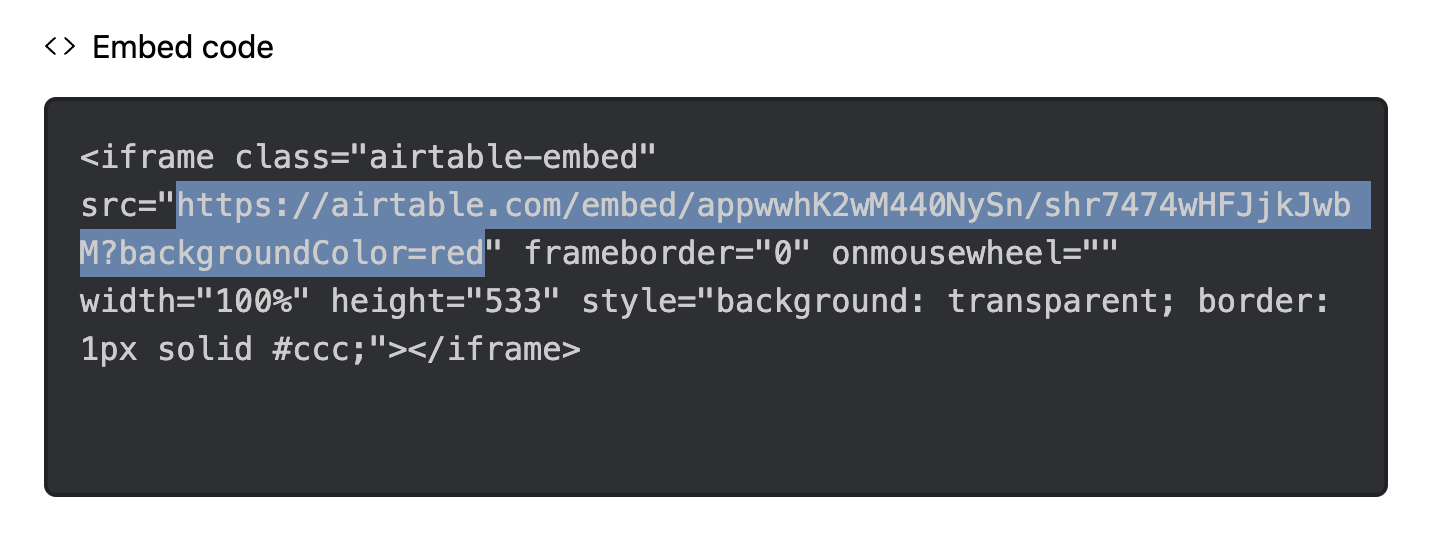 <> Embed code
<iframe class="airtable-embed"
src="https://airtable.com/embed/appwwhK2wM440NySn/shr7474wHFJjkJwb
M?backgroundColor=red" frameborder="0" onmousewheel=""
width="100%" height="533" style="background: transparent; border:
1px solid #ccc;"></iframe>